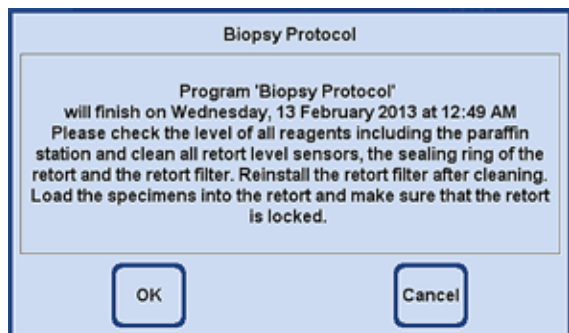 Biopsy Protocol
Program 'Biopsy Protocol'
will finish on Wednesday, 13 February 2013 at 12:49 AM
Please check the level of all reagents including the paraffin
station and clean all retort level sensors, the sealing ring of the
retort and the retort filter. Reinstall the retort filter after cleaning.
Load the specimens into the retort and make sure that the retort
is locked.
OK
Cancel